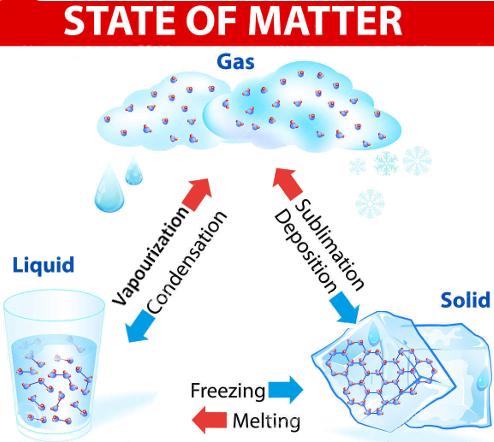 STATE OF MATTER
Gas
Vapourization
Condensation
Sublimation
Deposition
Liquid
Solid
Freezing
Melting